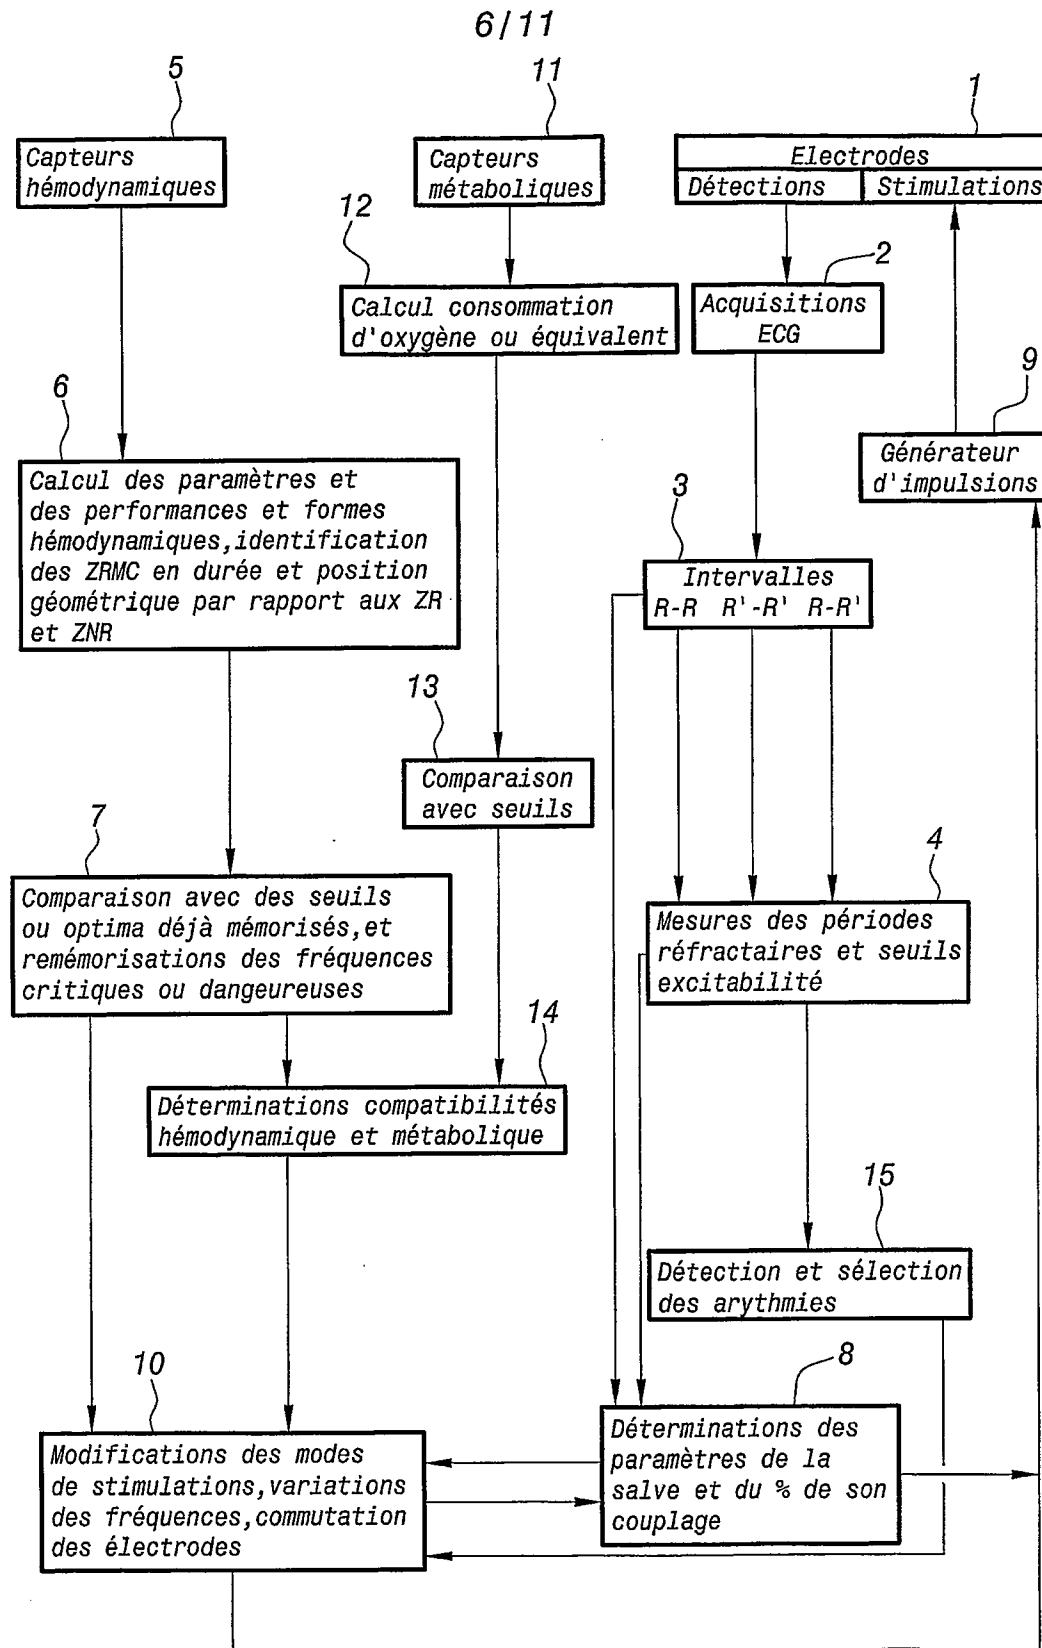 6/11
5
11
1
Capteurs
hémodynamiques
Capteurs
métaboliques
Electrodes
Détections
Stimulations
12
2
Calcul consommation
d'oxygène ou équivalent
Acquisitions
ECG
6
9
Calcul des paramètres et
des performances et formes
hémodynamiques,identification
des ZRMC en durée et position
géométrique par rapport aux ZR
et ZNR
Générateur
d'impulsions
3
Intervalles
R-R R'-R' R-R'
13
Comparaison
avec seuils
7
4
Comparaison avec des seuils
ou optima déjà mémorisés,et
remémorisations des fréquences
critiques ou dangeureuses
Mesures des périodes
réfractaires et seuils
excitabilité
14
Déterminations compatibilités
hémodynamique et métabolique
15
Détection et sélection
des arythmies
10
8
Modifications des modes
de stimulations,variations
des fréquences,commutation
des électrodes
Déterminations des
paramètres de la
salve et du % de son
couplage